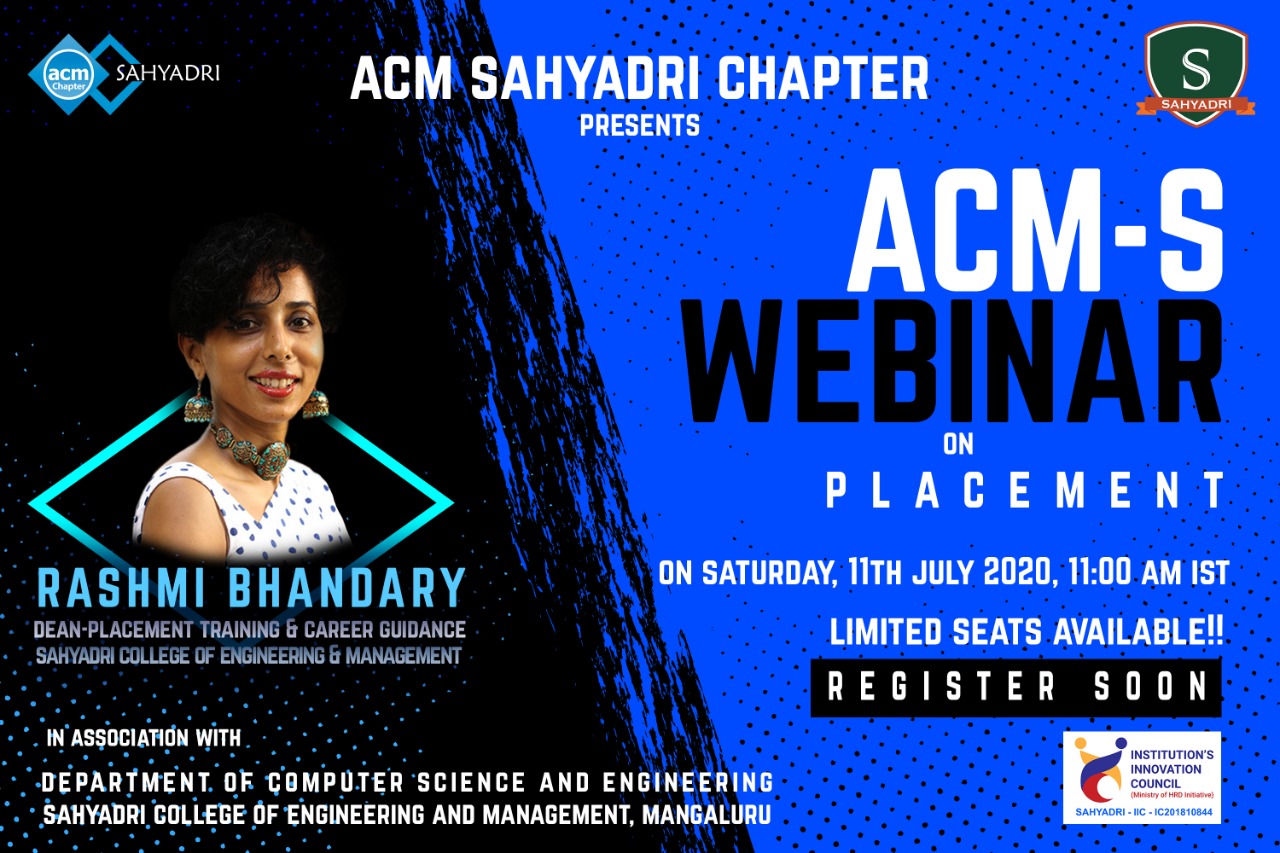 acm
Chapter
SAHYADRI
ACM SAHYADRI CHAPTER
PRESENTS
S
SAHYADRI
ACM-S
WEBINAR
ON
PLACEMENT
ON SATURDAY, 11TH JULY 2020, 11:00 AM IST
LIMITED SEATS AVAILABLE!!
REGISTER SOON
RASHMI BHANDARY
DEAN-PLACEMENT TRAINING & CAREER GUIDANCE
SAHYADRI COLLEGE OF ENGINEERING & MANAGEMENT
IN ASSOCIATION WITH
DEPARTMENT OF COMPUTER SCIENCE AND ENGINEERING
SAHYADRI COLLEGE OF ENGINEERING AND MANAGEMENT, MANGALURU
INSTITUTION'S
INNOVATION
COUNCIL
(Ministry of HRD Initiative)
SAHYADRI - IIC - IC201810844